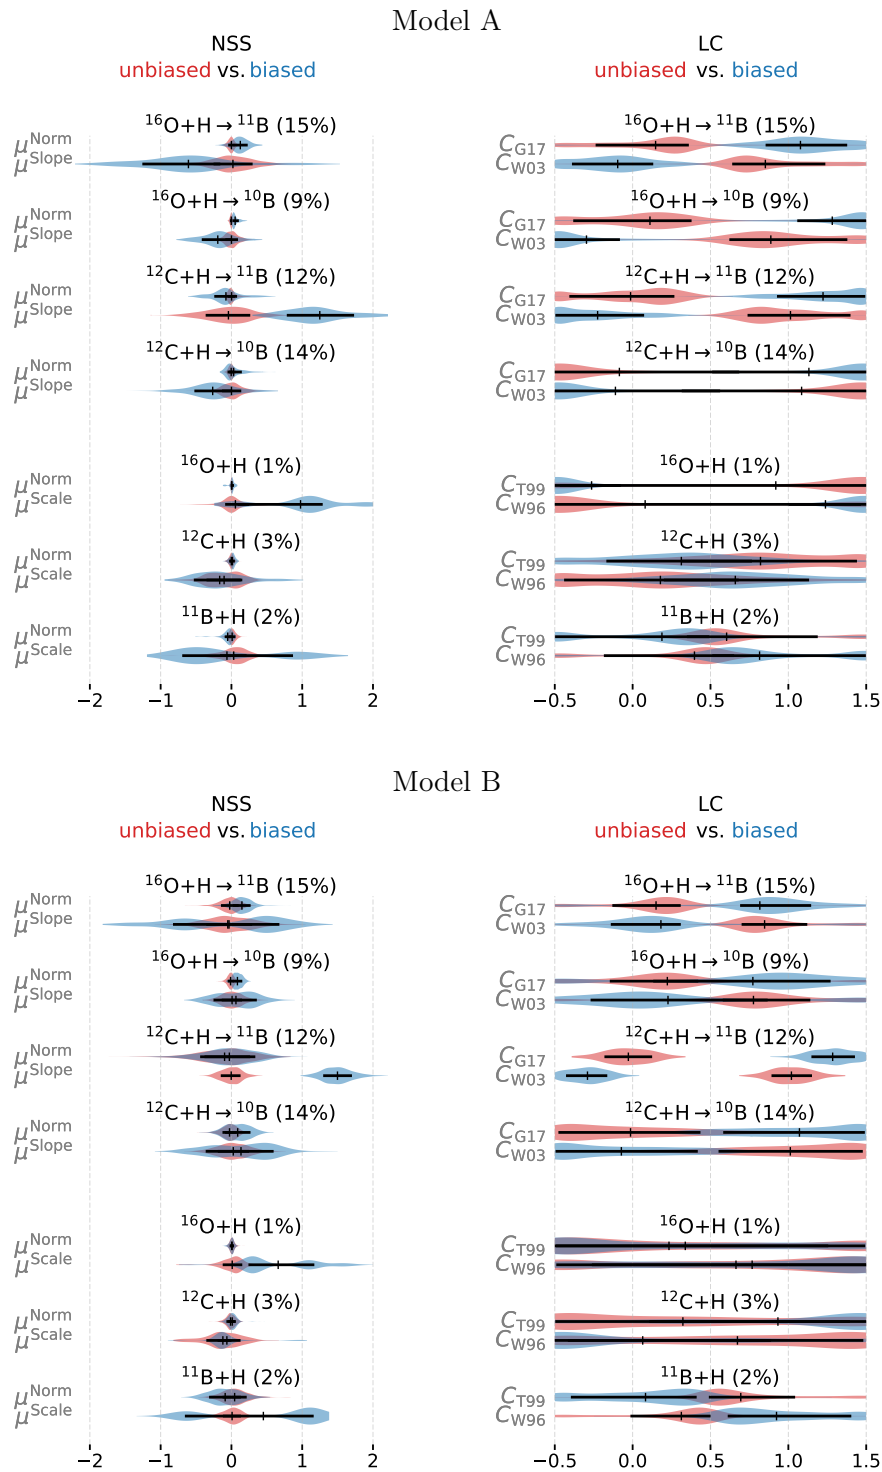 Model A
NSS
unbiased vs. biased
¹⁶O+H → ¹¹B (15%)
μ^Norm
μ^Slope
¹⁶O+H → ¹⁰B (9%)
μ^Norm
μ^Slope
¹²C+H → ¹¹B (12%)
μ^Norm
μ^Slope
¹²C+H → ¹⁰B (14%)
μ^Norm
μ^Slope
¹⁶O+H (1%)
μ^Norm
μ^Scale
¹²C+H (3%)
μ^Norm
μ^Scale
¹¹B+H (2%)
μ^Norm
μ^Scale
−2 −1 0 1 2
LC
unbiased vs. biased
¹⁶O+H → ¹¹B (15%)
C_G17
C_W03
¹⁶O+H → ¹⁰B (9%)
C_G17
C_W03
¹²C+H → ¹¹B (12%)
C_G17
C_W03
¹²C+H → ¹⁰B (14%)
C_G17
C_W03
¹⁶O+H (1%)
C_T99
C_W96
¹²C+H (3%)
C_T99
C_W96
¹¹B+H (2%)
C_T99
C_W96
−0.5 0.0 0.5 1.0 1.5
Model B
NSS
unbiased vs. biased
¹⁶O+H → ¹¹B (15%)
μ^Norm
μ^Slope
¹⁶O+H → ¹⁰B (9%)
μ^Norm
μ^Slope
¹²C+H → ¹¹B (12%)
μ^Norm
μ^Slope
¹²C+H → ¹⁰B (14%)
μ^Norm
μ^Slope
¹⁶O+H (1%)
μ^Norm
μ^Scale
¹²C+H (3%)
μ^Norm
μ^Scale
¹¹B+H (2%)
μ^Norm
μ^Scale
−2 −1 0 1 2
LC
unbiased vs. biased
¹⁶O+H → ¹¹B (15%)
C_G17
C_W03
¹⁶O+H → ¹⁰B (9%)
C_G17
C_W03
¹²C+H → ¹¹B (12%)
C_G17
C_W03
¹²C+H → ¹⁰B (14%)
C_G17
C_W03
¹⁶O+H (1%)
C_T99
C_W96
¹²C+H (3%)
C_T99
C_W96
¹¹B+H (2%)
C_T99
C_W96
−0.5 0.0 0.5 1.0 1.5